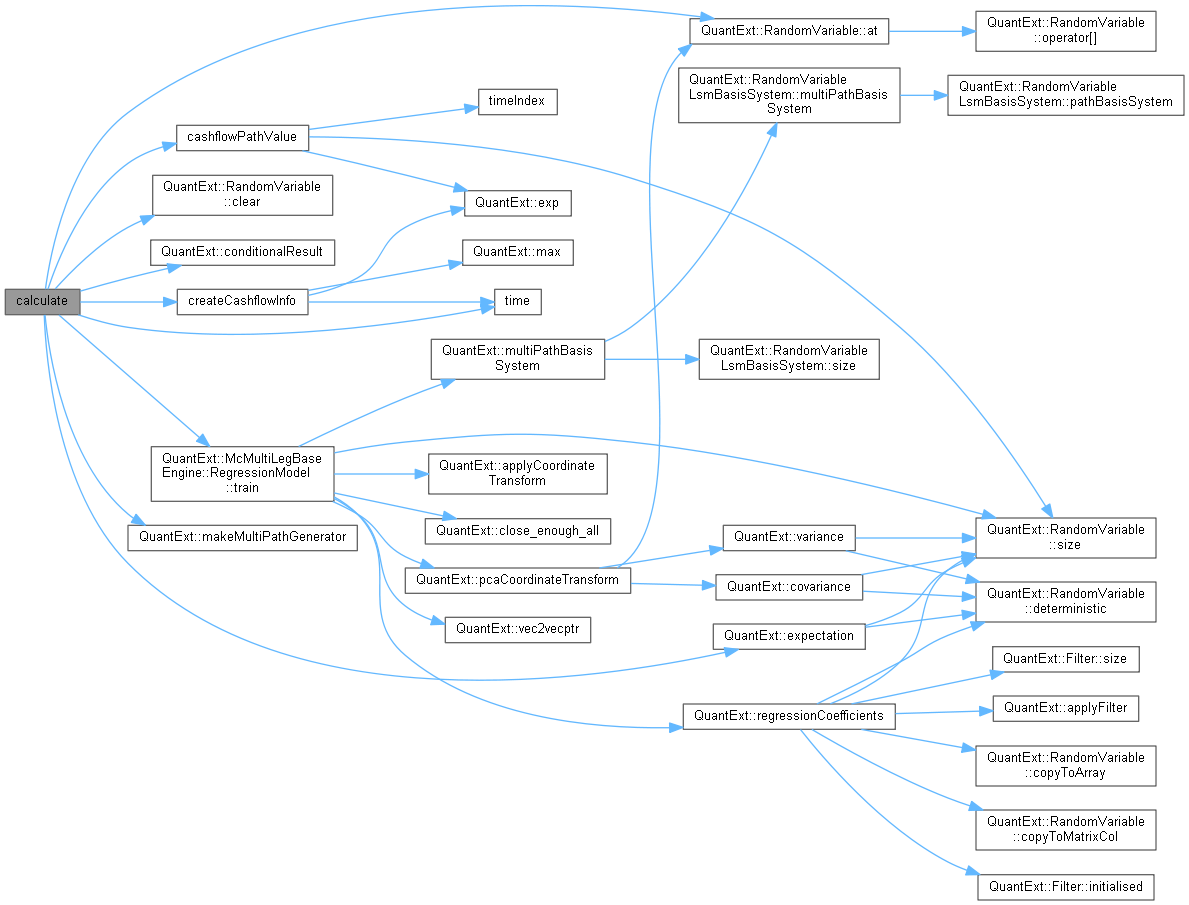 calculate
cashflowPathValue
QuantExt::RandomVariable
::clear
QuantExt::conditionalResult
createCashflowInfo
QuantExt::McMultiLegBase
Engine::RegressionModel
::train
QuantExt::makeMultiPathGenerator
timeIndex
QuantExt::exp
QuantExt::max
time
QuantExt::multiPathBasis
System
QuantExt::applyCoordinate
Transform
QuantExt::close_enough_all
QuantExt::pcaCoordinateTransform
QuantExt::vec2vecptr
QuantExt::RandomVariable::at
QuantExt::RandomVariable
LsmBasisSystem::multiPathBasis
System
QuantExt::RandomVariable
LsmBasisSystem::size
QuantExt::variance
QuantExt::covariance
QuantExt::expectation
QuantExt::regressionCoefficients
QuantExt::RandomVariable
::operator[]
QuantExt::RandomVariable
LsmBasisSystem::pathBasisSystem
QuantExt::RandomVariable
::size
QuantExt::RandomVariable
::deterministic
QuantExt::Filter::size
QuantExt::applyFilter
QuantExt::RandomVariable
::copyToArray
QuantExt::RandomVariable
::copyToMatrixCol
QuantExt::Filter::initialised